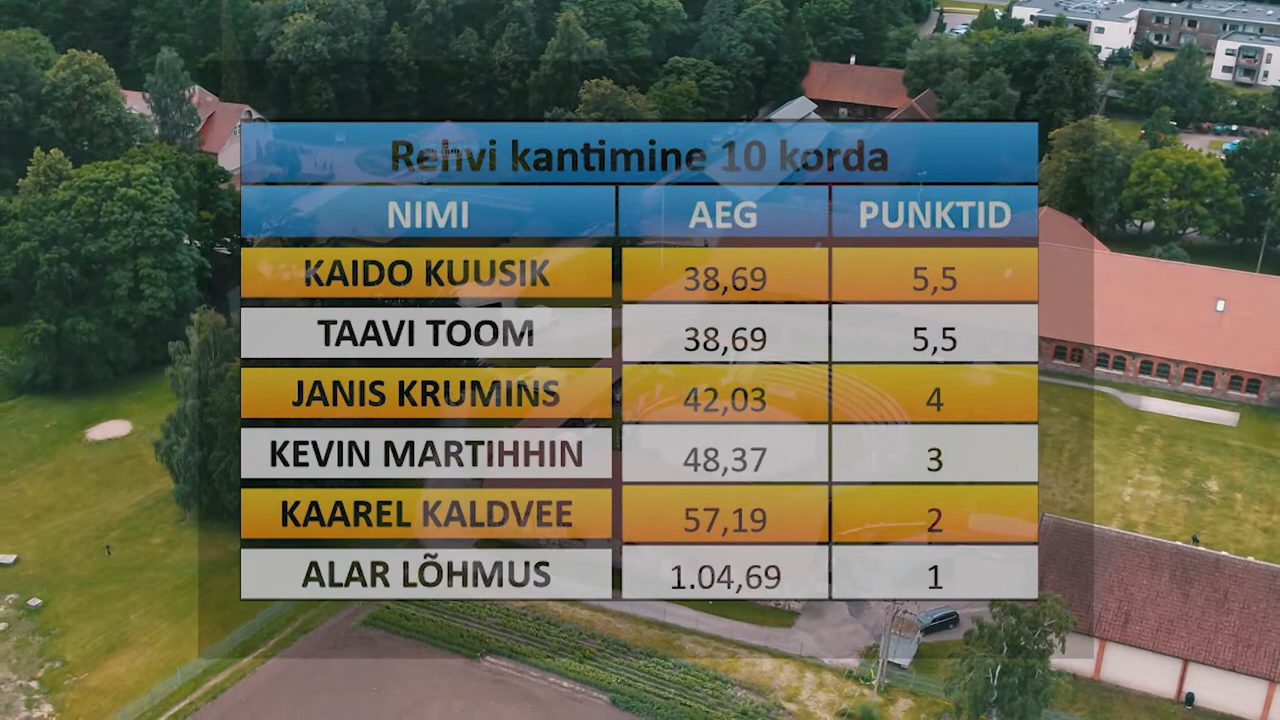 Rehvi kantimine 10 korda
NIMI AEG PUNKTID
KAIDO KUUSIK 38,69 5,5
TAAVI TOOM 38,69 5,5
JANIS KRUMINS 42,03 4
KEVIN MARTIHHIN 48,37 3
KAAREL KALDVEE 57,19 2
ALAR LÕHMUS 1.04,69 1